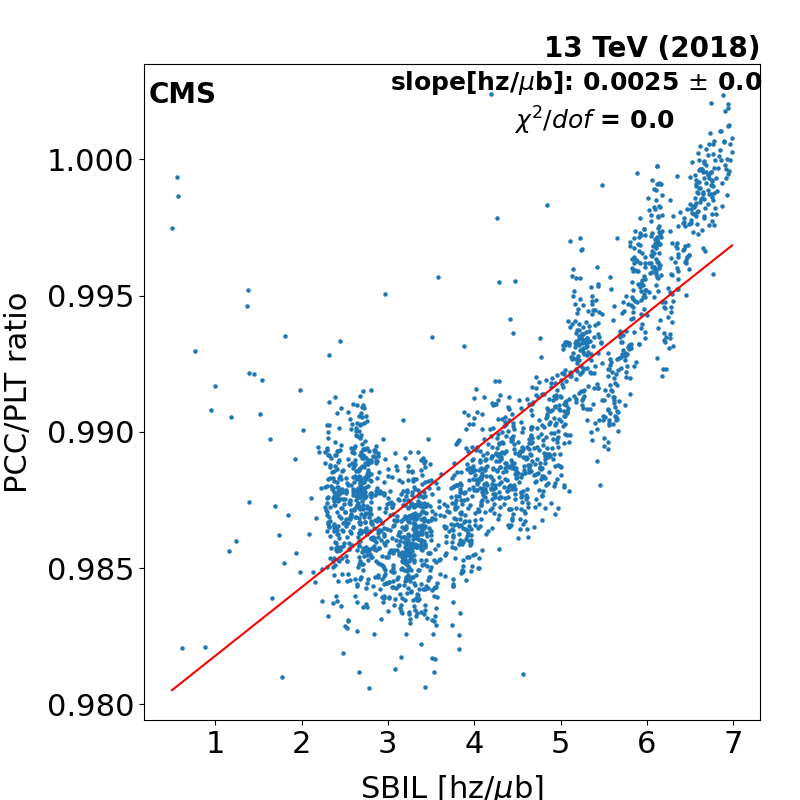 13 TeV (2018)
CMS
slope[hz/μb]: 0.0025 ± 0.0
χ²/dof = 0.0
PCC/PLT ratio
1.000
0.995
0.990
0.985
0.980
1 2 3 4 5 6 7
SBIL [hz/μb]